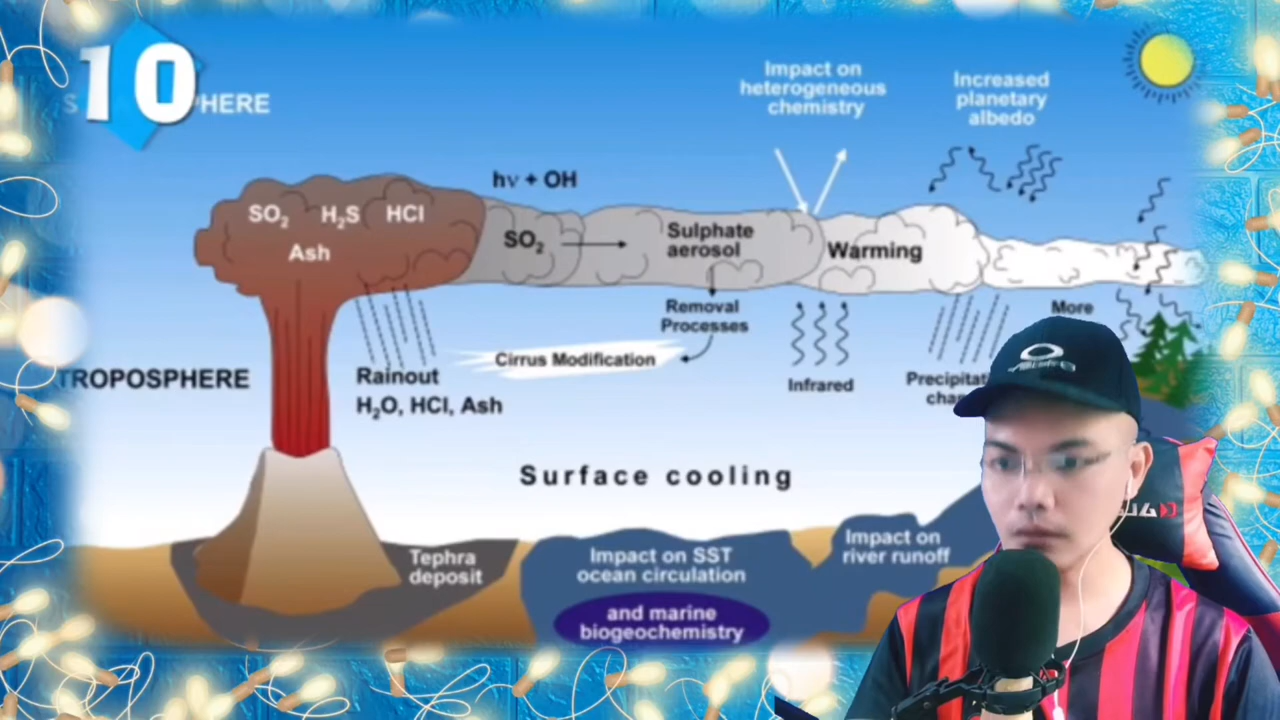 10
HERE
Impact on
heterogeneous
chemistry
Increased
planetary
albedo
hν + OH
SO2 H2S HCl
Ash
SO2
Sulphate
aerosol
Warming
Removal
Processes
More
Cirrus Modification
Infrared
TROPOSPHERE
Rainout
H2O, HCl, Ash
Surface cooling
Tephra
deposit
Impact on SST
ocean circulation
and marine
biogeochemistry
Impact on
river runoff